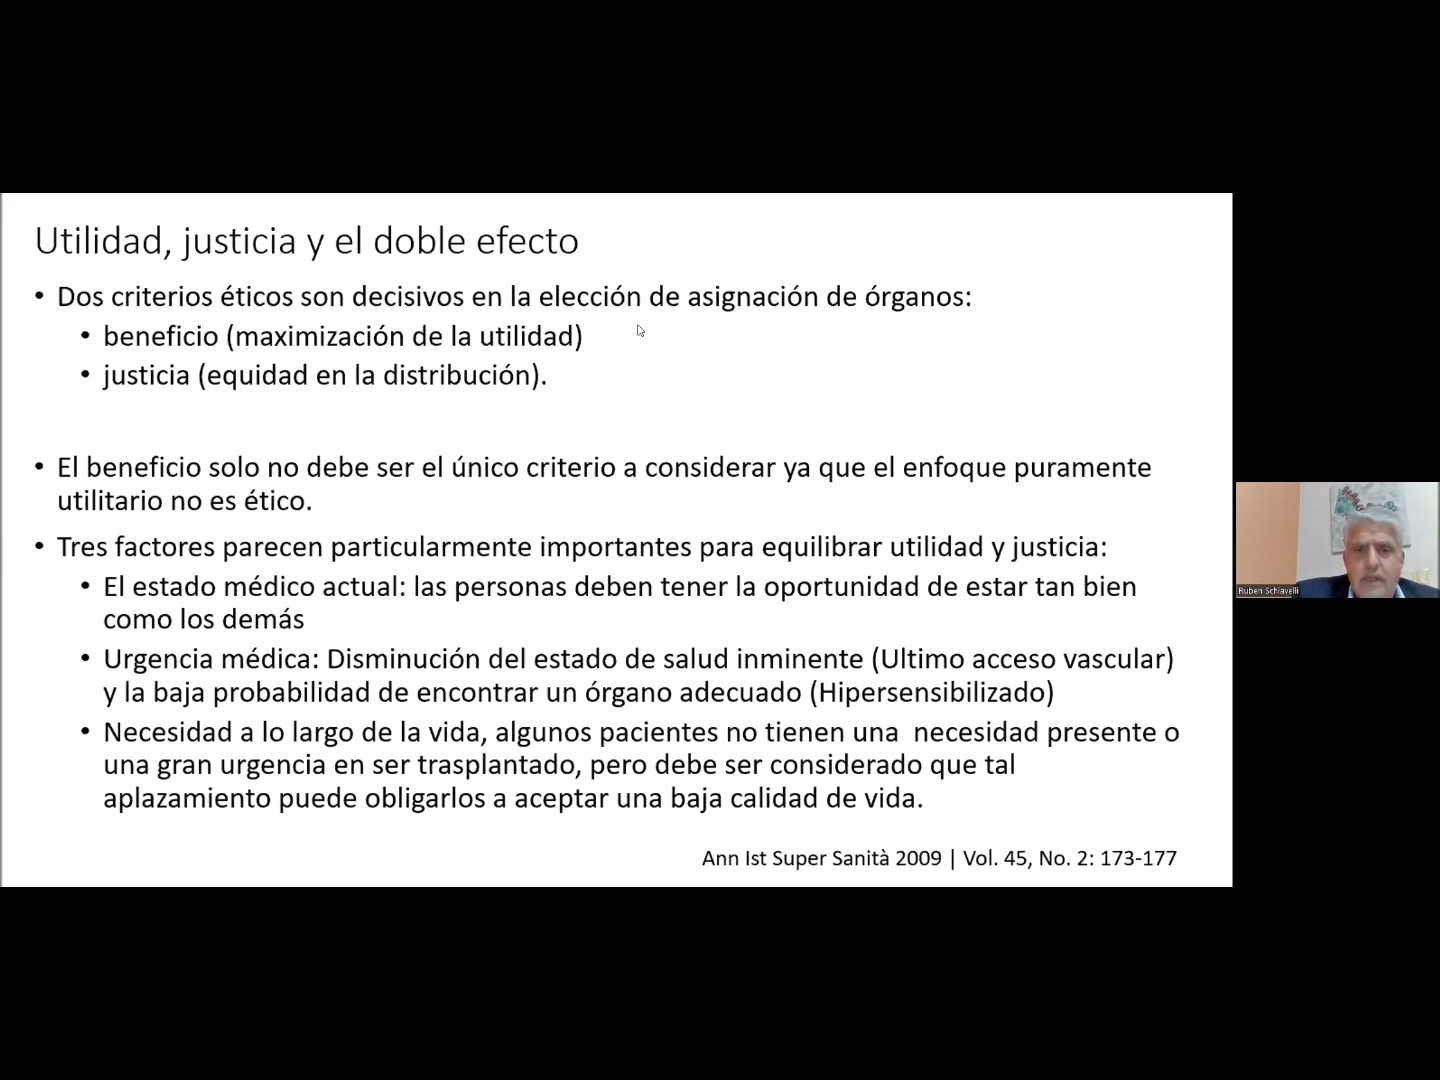 Utilidad, justicia y el doble efecto
• Dos criterios éticos son decisivos en la elección de asignación de órganos:
• beneficio (maximización de la utilidad)
• justicia (equidad en la distribución).
• El beneficio solo no debe ser el único criterio a considerar ya que el enfoque puramente
utilitario no es ético.
• Tres factores parecen particularmente importantes para equilibrar utilidad y justicia:
• El estado médico actual: las personas deben tener la oportunidad de estar tan bien
como los demás
• Urgencia médica: Disminución del estado de salud inminente (Ultimo acceso vascular)
y la baja probabilidad de encontrar un órgano adecuado (Hipersensibilizado)
• Necesidad a lo largo de la vida, algunos pacientes no tienen una  necesidad presente o
una gran urgencia en ser trasplantado, pero debe ser considerado que tal
aplazamiento puede obligarlos a aceptar una baja calidad de vida.
Ann Ist Super Sanità 2009 | Vol. 45, No. 2: 173-177
Ruben Schiavelli